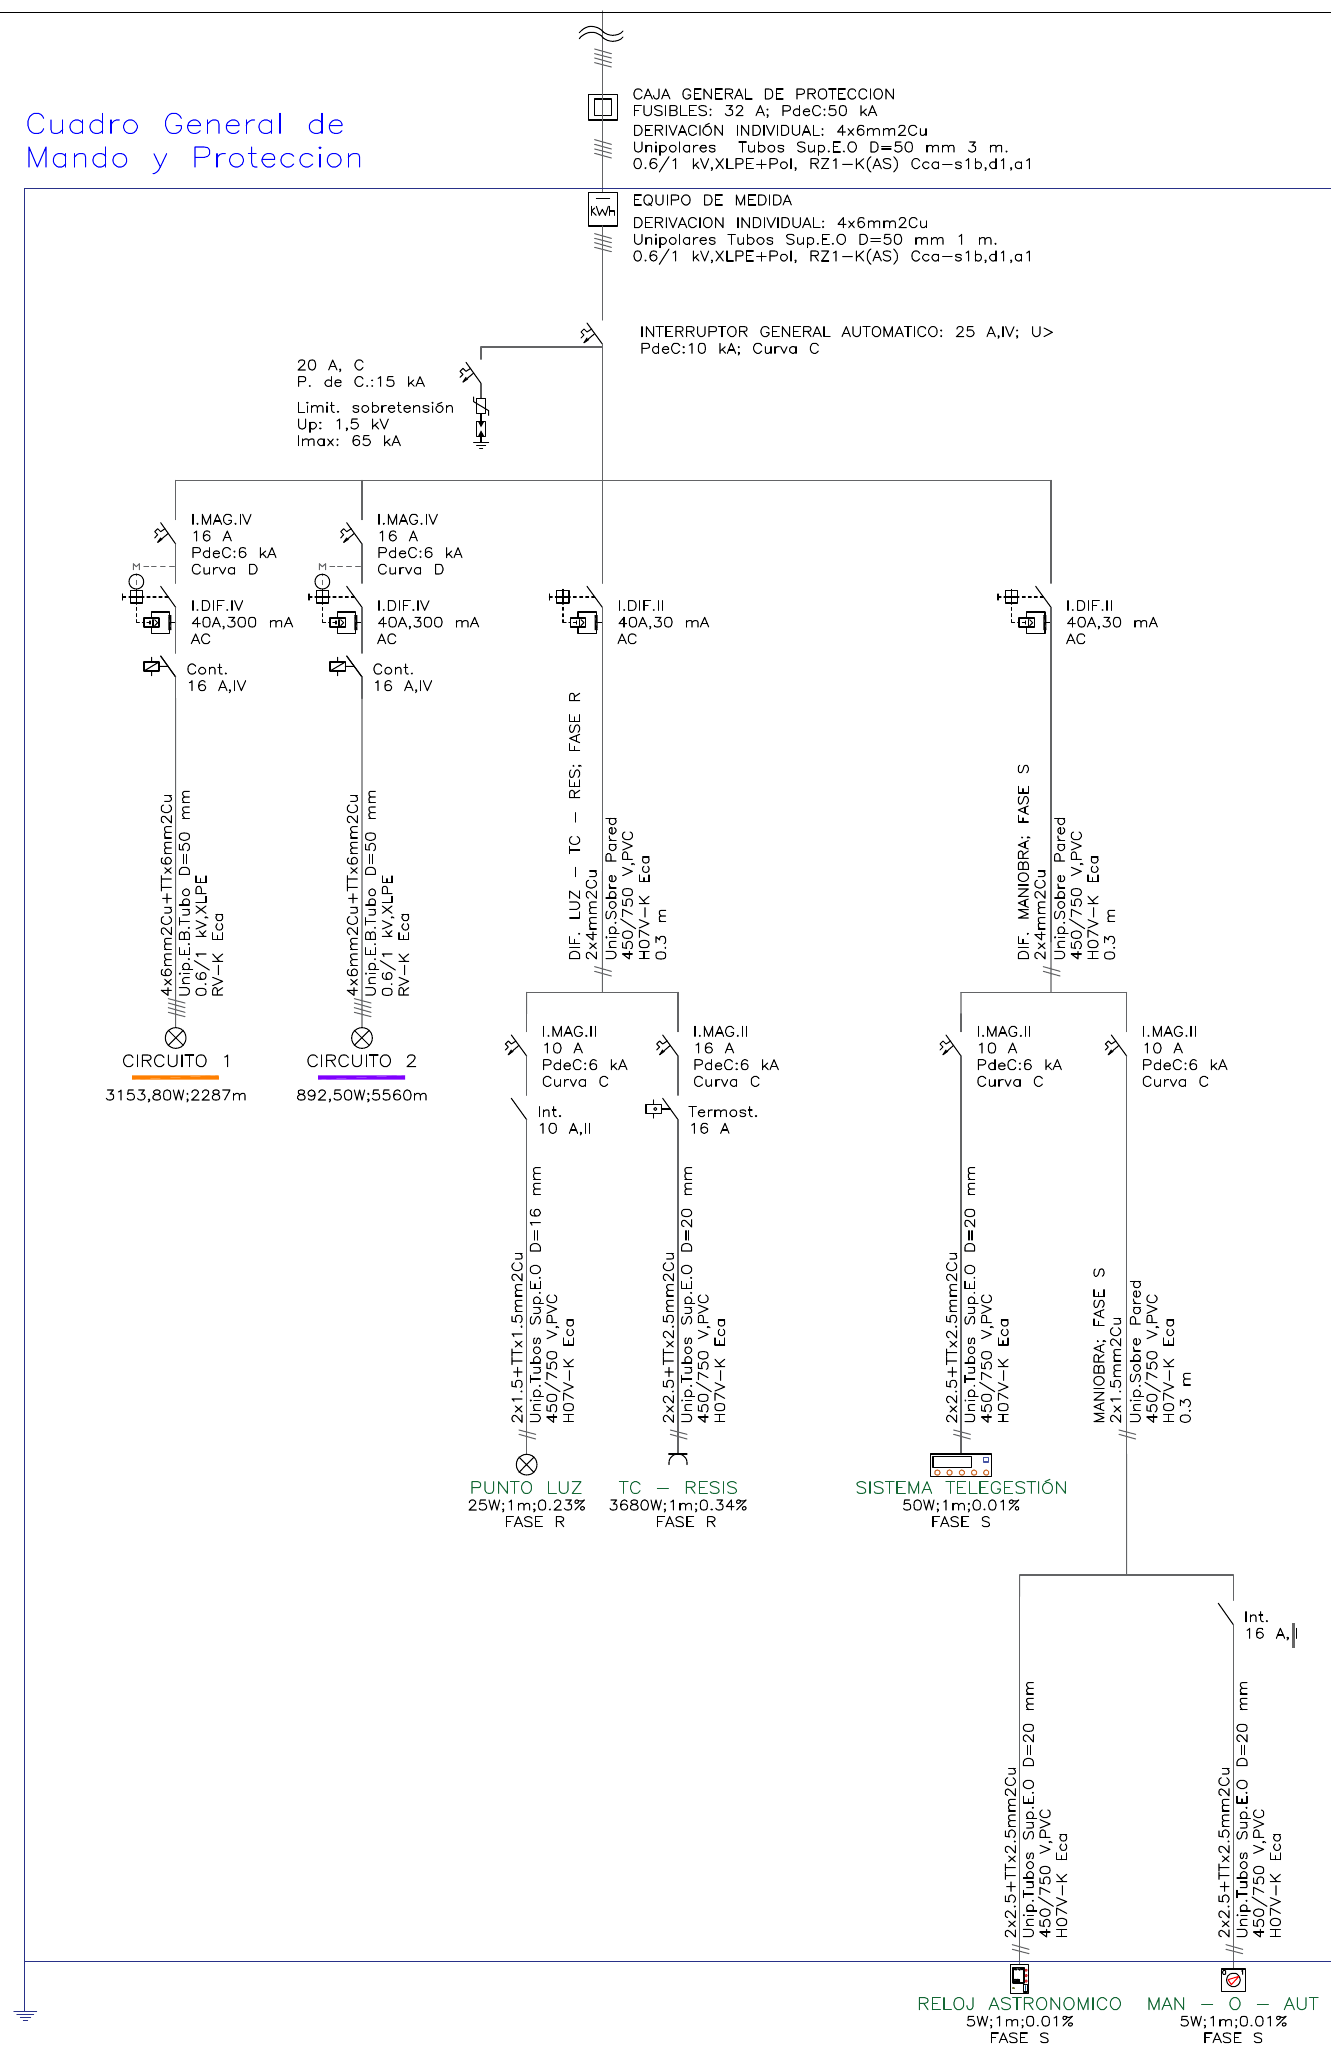 Cuadro General de
Mando y Proteccion
CAJA GENERAL DE PROTECCION
FUSIBLES: 32 A; PdeC:50 kA
DERIVACIÓN INDIVIDUAL: 4x6mm2Cu
Unipolares Tubos Sup.E.O D=50 mm 3 m.
0.6/1 kV,XLPE+Pol, RZ1-K(AS) Cca-s1b,d1,a1
kWh
EQUIPO DE MEDIDA
DERIVACION INDIVIDUAL: 4x6mm2Cu
Unipolares Tubos Sup.E.O D=50 mm 1 m.
0.6/1 kV,XLPE+Pol, RZ1-K(AS) Cca-s1b,d1,a1
INTERRUPTOR GENERAL AUTOMATICO: 25 A,IV; U>
PdeC:10 kA; Curva C
20 A, C
P. de C.:15 kA
Limit. sobretensión
Up: 1,5 kV
Imax: 65 kA
I.MAG.IV
16 A
PdeC:6 kA
Curva D
M
I.DIF.IV
40A,300 mA
AC
Cont.
16 A,IV
4x6mm2Cu+TTx6mm2Cu
Unip.E.B.Tubo D=50 mm
0.6/1 kV,XLPE
RV-K Eca
CIRCUITO 1
3153,80W;2287m
I.MAG.IV
16 A
PdeC:6 kA
Curva D
M
I.DIF.IV
40A,300 mA
AC
Cont.
16 A,IV
4x6mm2Cu+TTx6mm2Cu
Unip.E.B.Tubo D=50 mm
0.6/1 kV,XLPE
RV-K Eca
CIRCUITO 2
892,50W;5560m
I.DIF.II
40A,30 mA
AC
DIF. LUZ - TC - RES; FASE R
2x4mm2Cu
Unip.Sobre Pared
450/750 V,PVC
H07V-K Eca
0.3 m
I.MAG.II
10 A
PdeC:6 kA
Curva C
Int.
10 A,II
2x1.5+TTx1.5mm2Cu
Unip.Tubos Sup.E.O D=16 mm
450/750 V,PVC
H07V-K Eca
PUNTO LUZ
25W;1m;0.23%
FASE R
I.MAG.II
16 A
PdeC:6 kA
Curva C
Termost.
16 A
2x2.5+TTx2.5mm2Cu
Unip.Tubos Sup.E.O D=20 mm
450/750 V,PVC
H07V-K Eca
TC - RESIS
3680W;1m;0.34%
FASE R
I.DIF.II
40A,30 mA
AC
DIF. MANIOBRA; FASE S
2x4mm2Cu
Unip.Sobre Pared
450/750 V,PVC
H07V-K Eca
0.3 m
I.MAG.II
10 A
PdeC:6 kA
Curva C
2x2.5+TTx2.5mm2Cu
Unip.Tubos Sup.E.O D=20 mm
450/750 V,PVC
H07V-K Eca
SISTEMA TELEGESTIÓN
50W;1m;0.01%
FASE S
I.MAG.II
10 A
PdeC:6 kA
Curva C
MANIOBRA; FASE S
2x1.5mm2Cu
Unip.Sobre Pared
450/750 V,PVC
H07V-K Eca
0.3 m
2x2.5+TTx2.5mm2Cu
Unip.Tubos Sup.E.O D=20 mm
450/750 V,PVC
H07V-K Eca
RELOJ ASTRONOMICO
5W;1m;0.01%
FASE S
Int.
16 A,II
2x2.5+TTx2.5mm2Cu
Unip.Tubos Sup.E.O D=20 mm
450/750 V,PVC
H07V-K Eca
MAN - O - AUT
5W;1m;0.01%
FASE S